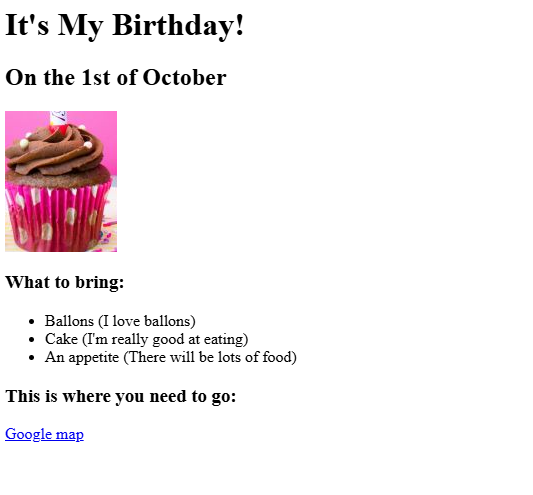 It's My Birthday!
On the 1st of October
What to bring:
Ballons (I love ballons)
Cake (I'm really good at eating)
An appetite (There will be lots of food)
This is where you need to go:
Google map